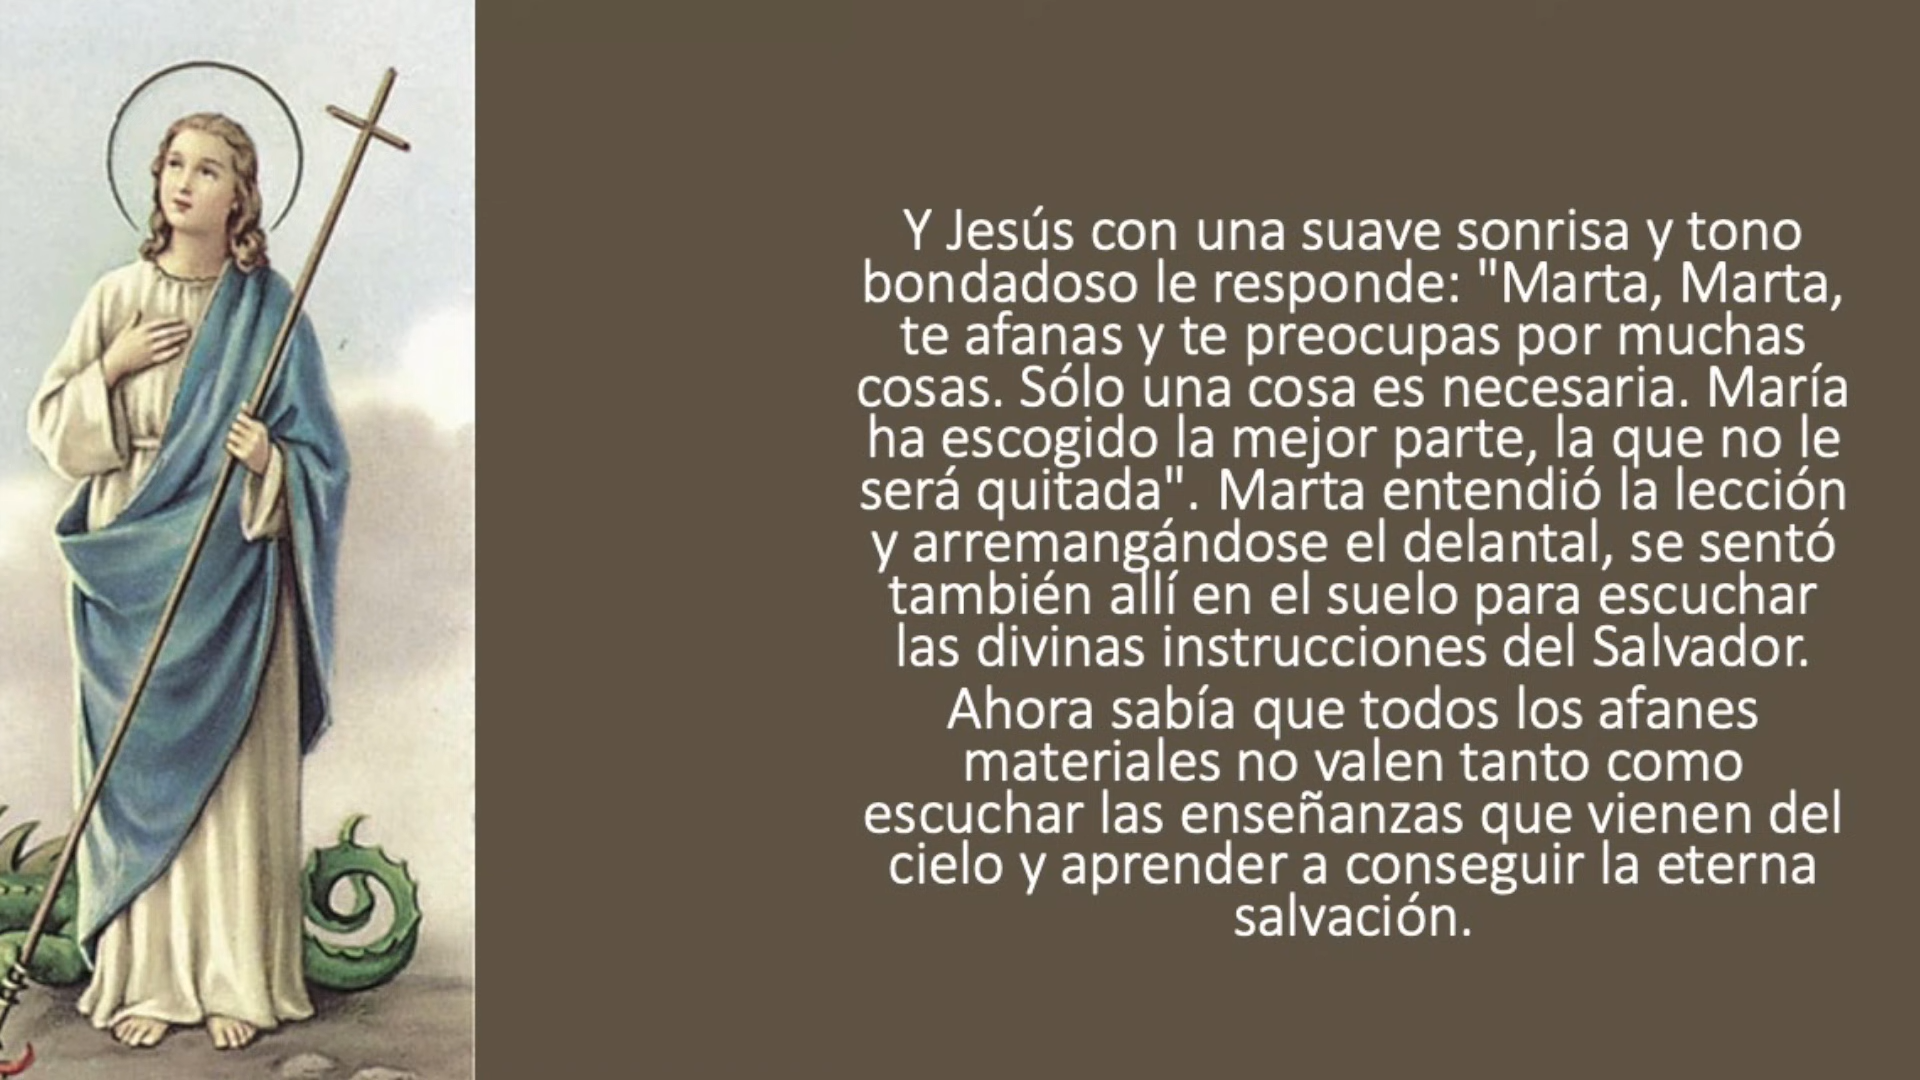 Y Jesús con una suave sonrisa y tono
bondadoso le responde: "Marta, Marta,
te afanas y te preocupas por muchas
cosas. Sólo una cosa es necesaria. María
ha escogido la mejor parte, la que no le
será quitada". Marta entendió la lección
y arremangándose el delantal, se sentó
también allí en el suelo para escuchar
las divinas instrucciones del Salvador.
Ahora sabía que todos los afanes
materiales no valen tanto como
escuchar las enseñanzas que vienen del
cielo y aprender a conseguir la eterna
salvación.